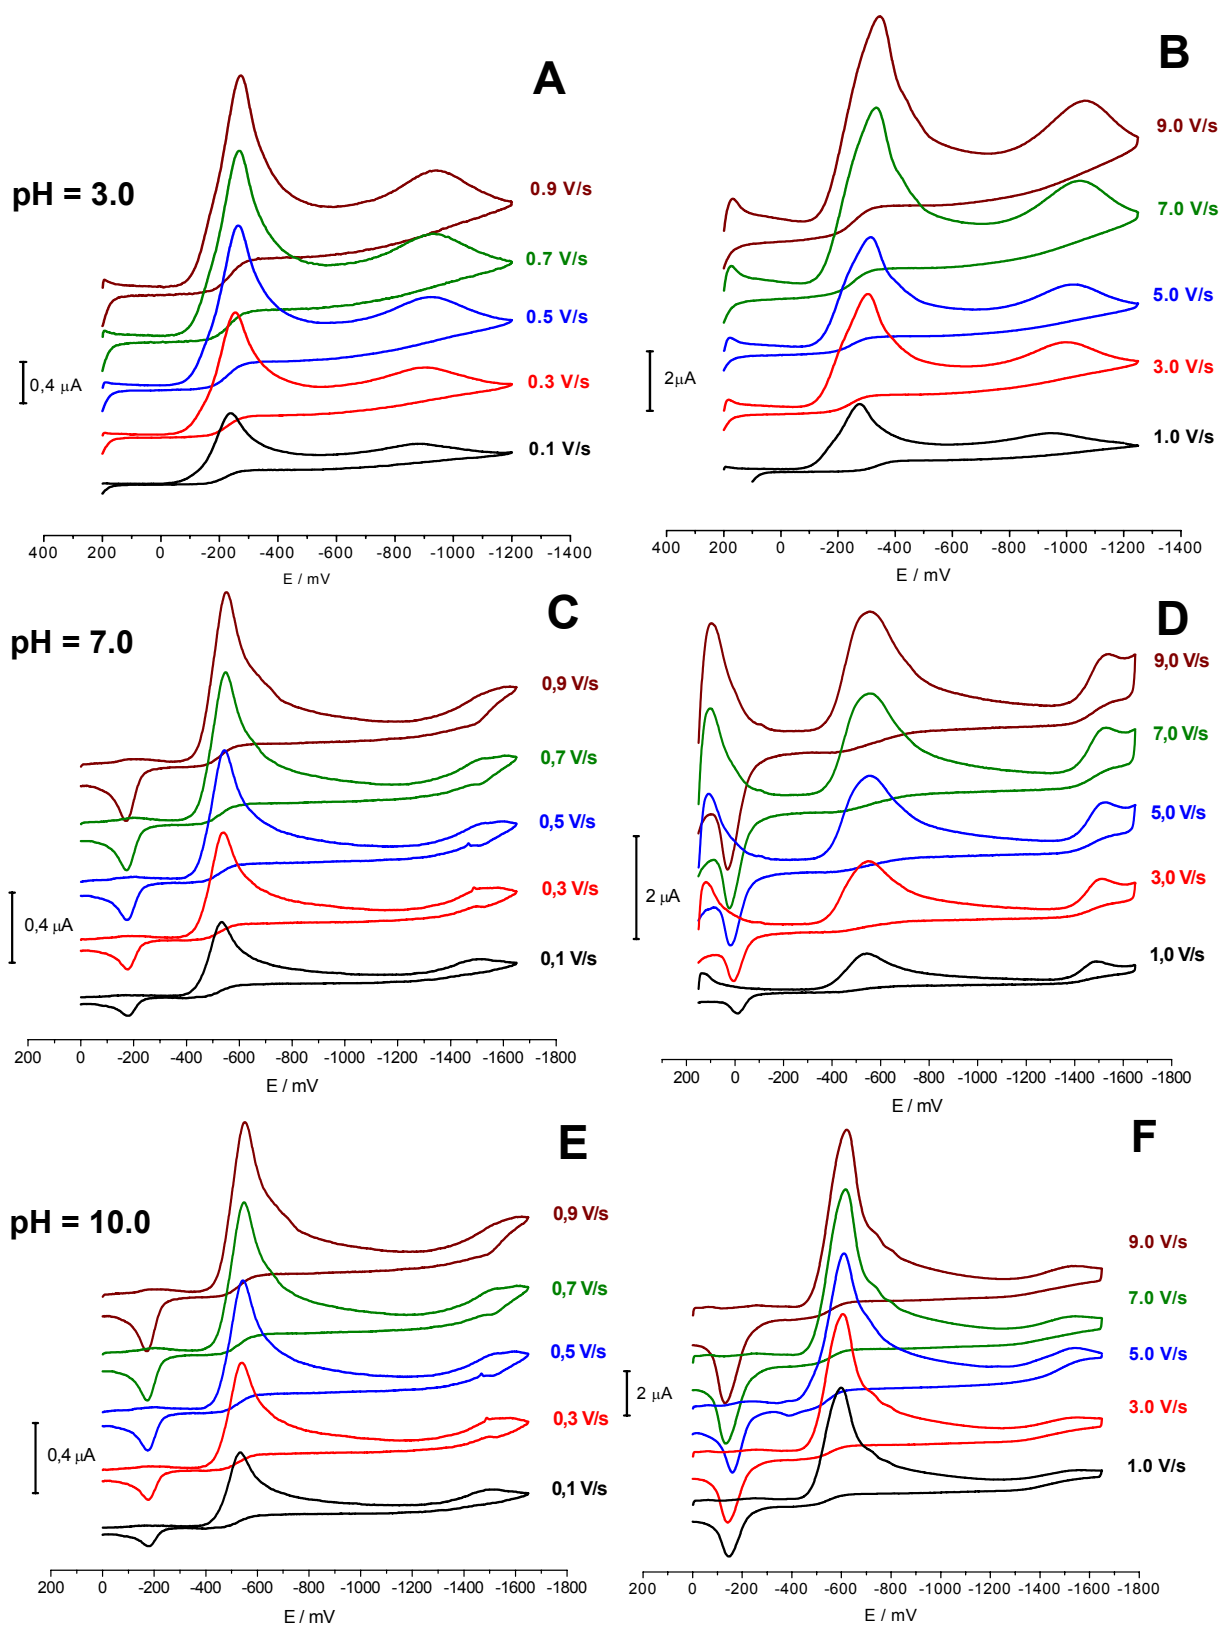 A
B
pH = 3.0
0.9 V/s
0.7 V/s
0.5 V/s
0.3 V/s
0.1 V/s
0,4 μA
400 200 0 -200 -400 -600 -800 -1000 -1200 -1400
E / mV
9.0 V/s
7.0 V/s
5.0 V/s
3.0 V/s
1.0 V/s
2μA
400 200 0 -200 -400 -600 -800 -1000 -1200 -1400
E / mV
C
D
pH = 7.0
0,9 V/s
0,7 V/s
0,5 V/s
0,3 V/s
0,1 V/s
0,4 μA
200 0 -200 -400 -600 -800 -1000 -1200 -1400 -1600 -1800
E / mV
9,0 V/s
7,0 V/s
5,0 V/s
3,0 V/s
1,0 V/s
2 μA
200 0 -200 -400 -600 -800 -1000 -1200 -1400 -1600 -1800
E / mV
E
F
pH = 10.0
0,9 V/s
0,7 V/s
0,5 V/s
0,3 V/s
0,1 V/s
0,4 μA
200 0 -200 -400 -600 -800 -1000 -1200 -1400 -1600 -1800
E / mV
9.0 V/s
7.0 V/s
5.0 V/s
3.0 V/s
1.0 V/s
2 μA
200 0 -200 -400 -600 -800 -1000 -1200 -1400 -1600 -1800
E / mV